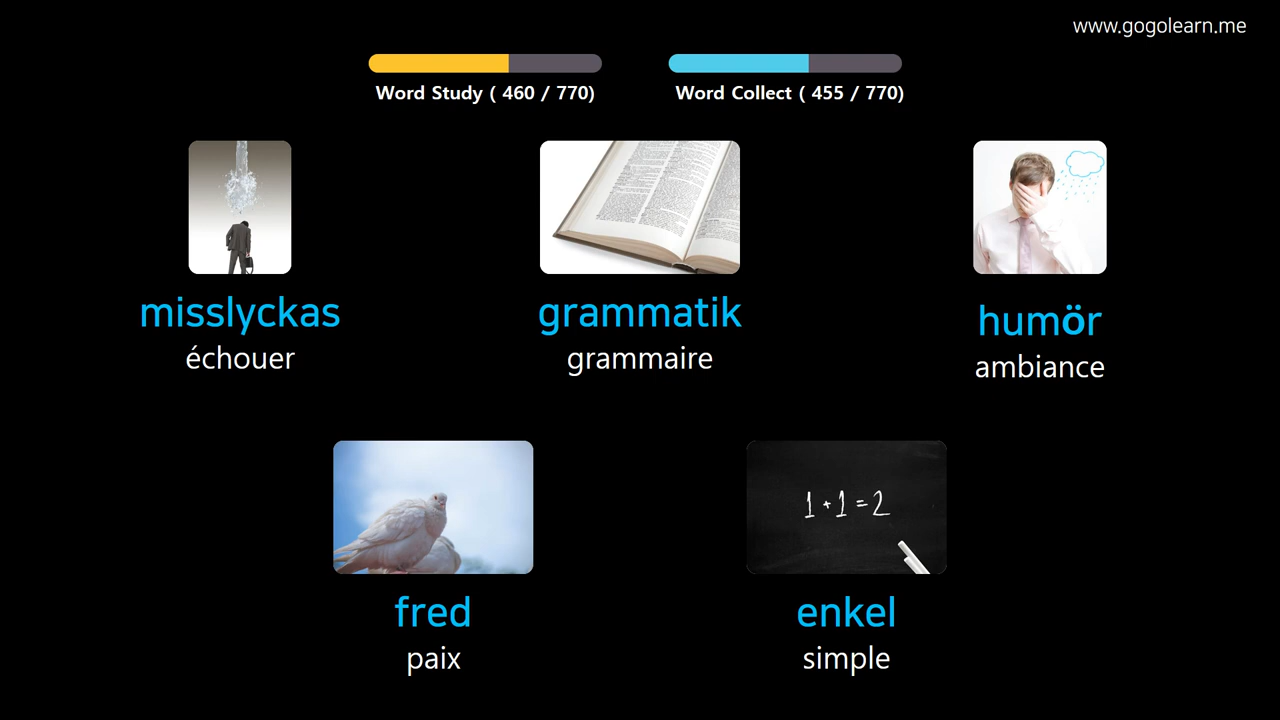 www.gogolearn.me
Word Study ( 460 / 770)
Word Collect ( 455 / 770)
misslyckas
échouer
grammatik
grammaire
humör
ambiance
1 + 1 = 2
fred
paix
enkel
simple